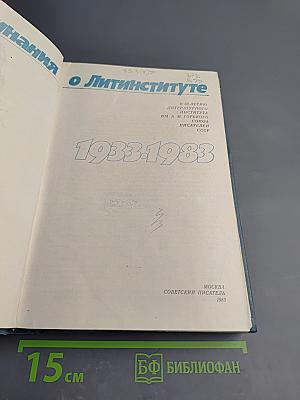 минания
о Литинституте
К 50-ЛЕТИЮ
ЛИТЕРАТУРНОГО
ИНСТИТУТА
ИМ. А. М. ГОРЬКОГО
СОЮЗА
ПИСАТЕЛЕЙ
СССР
1933-1983
МОСКВА
СОВЕТСКИЙ ПИСАТЕЛЬ
1983
15 см
БФ БИБЛИОФАН